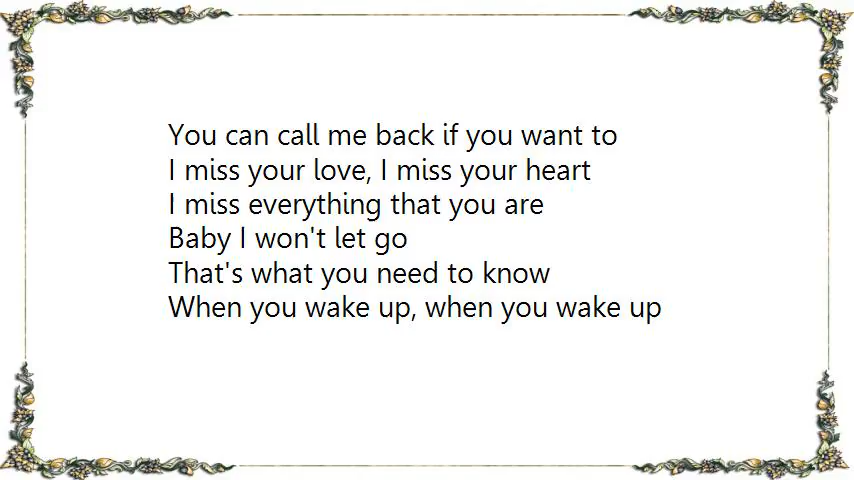 You can call me back if you want to
I miss your love, I miss your heart
I miss everything that you are
Baby I won't let go
That's what you need to know
When you wake up, when you wake up